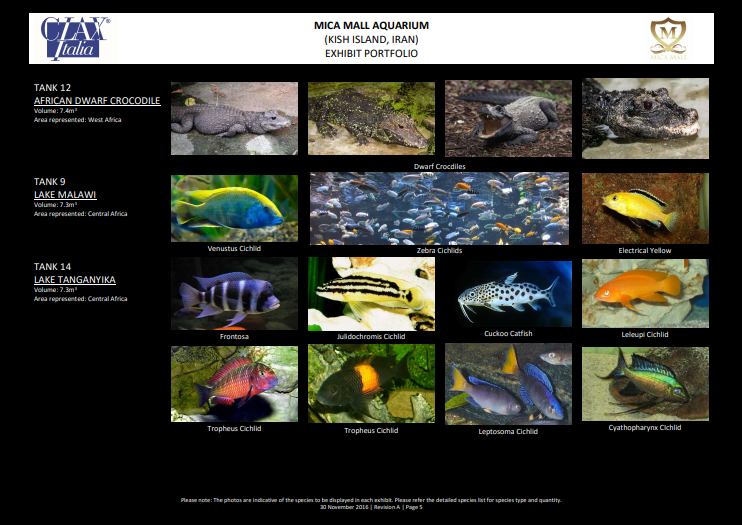 CLAX®
Italia
MICA MALL AQUARIUM
(KISH ISLAND, IRAN)
EXHIBIT PORTFOLIO
M
MICA MALL
TANK 12
AFRICAN DWARF CROCODILE
Volume: 7.4m³
Area represented: West Africa
Dwarf Crocdiles
TANK 9
LAKE MALAWI
Volume: 7.3m³
Area represented: Central Africa
Venustus Cichlid
Zebra Cichlids
Electrical Yellow
TANK 14
LAKE TANGANYIKA
Volume: 7.3m³
Area represented: Central Africa
Frontosa
Julidochromis Cichlid
Cuckoo Catfish
Leleupi Cichlid
Tropheus Cichlid
Tropheus Cichlid
Leptosoma Cichlid
Cyathopharynx Cichlid
Please note: The photos are indicative of the species to be displayed in each exhibit. Please refer the detailed species list for species type and quantity.
30 November 2016 | Revision A | Page 5